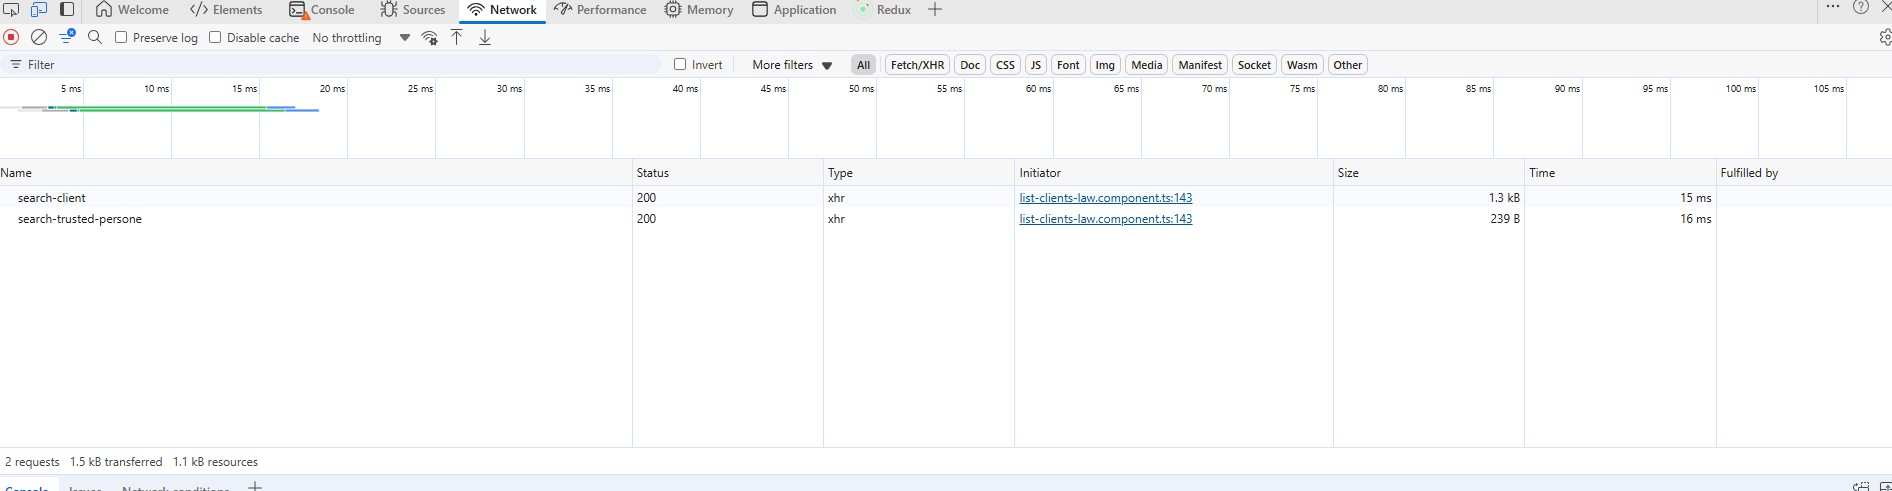 Welcome Elements Console Sources Network Performance Memory Application Redux
Preserve log Disable cache No throttling
Filter Invert More filters All Fetch/XHR Doc CSS JS Font Img Media Manifest Socket Wasm Other
5 ms 10 ms 15 ms 20 ms 25 ms 30 ms 35 ms 40 ms 45 ms 50 ms 55 ms 60 ms 65 ms 70 ms 75 ms 80 ms 85 ms 90 ms 95 ms 100 ms 105 ms
Name Status Type Initiator Size Time Fulfilled by
search-client 200 xhr list-clients-law.component.ts:143 1.3 kB 15 ms
search-trusted-persone 200 xhr list-clients-law.component.ts:143 239 B 16 ms
2 requests 1.5 kB transferred 1.1 kB resources
Console Issues Network conditions